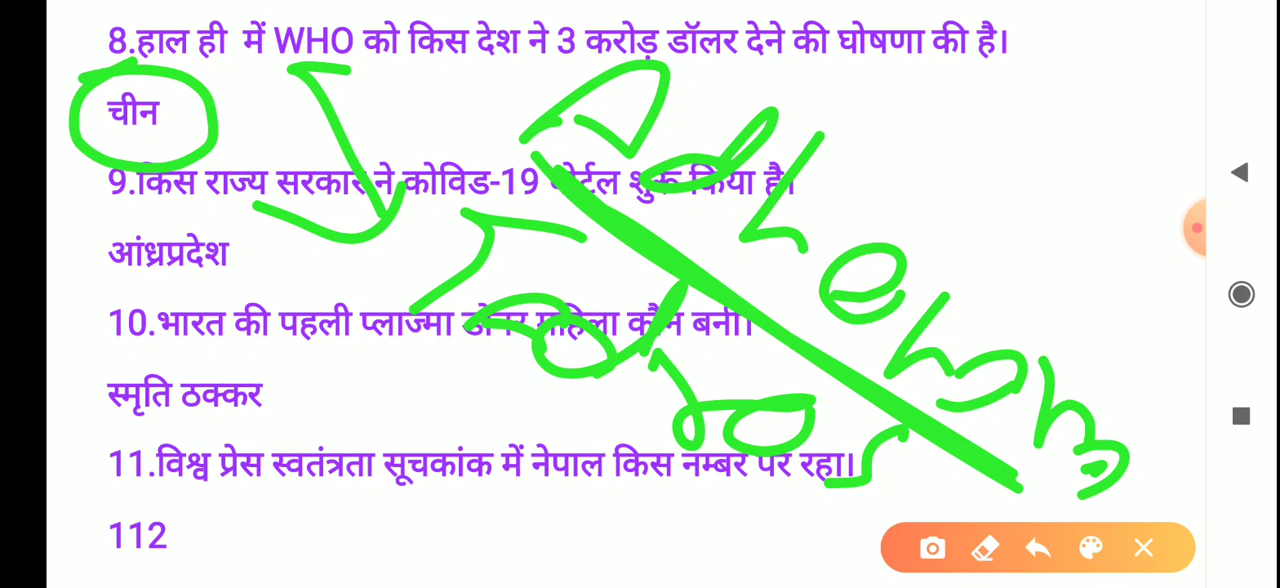 8.हाल ही में WHO को किस देश ने 3 करोड़ डॉलर देने की घोषणा की है।
चीन
9.किस राज्य सरकार ने कोविड-19 पोर्टल शुरू किया है।
आंध्रप्रदेश
10.भारत की पहली प्लाज्मा डोनर महिला कौन बनी।
स्मृति ठक्कर
11.विश्व प्रेस स्वतंत्रता सूचकांक में नेपाल किस नम्बर पर रहा।
112